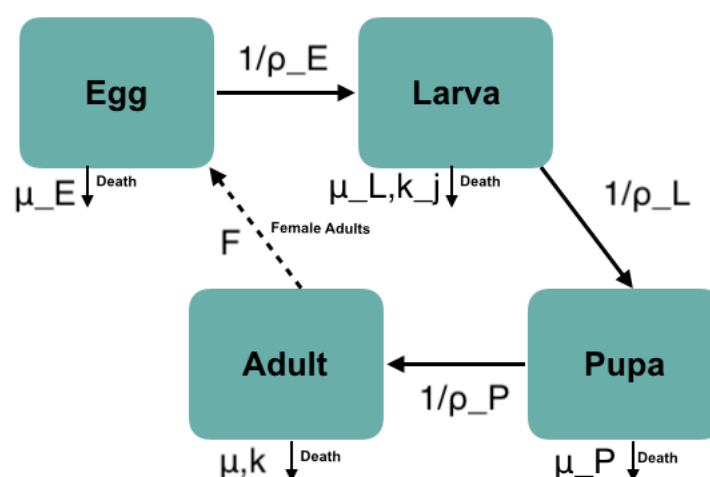 1/ρ_E
Egg
Larva
μ_E
Death
μ_L,k_j
Death
1/ρ_L
F
Female Adults
Adult
Pupa
1/ρ_P
μ,k
Death
μ_P
Death